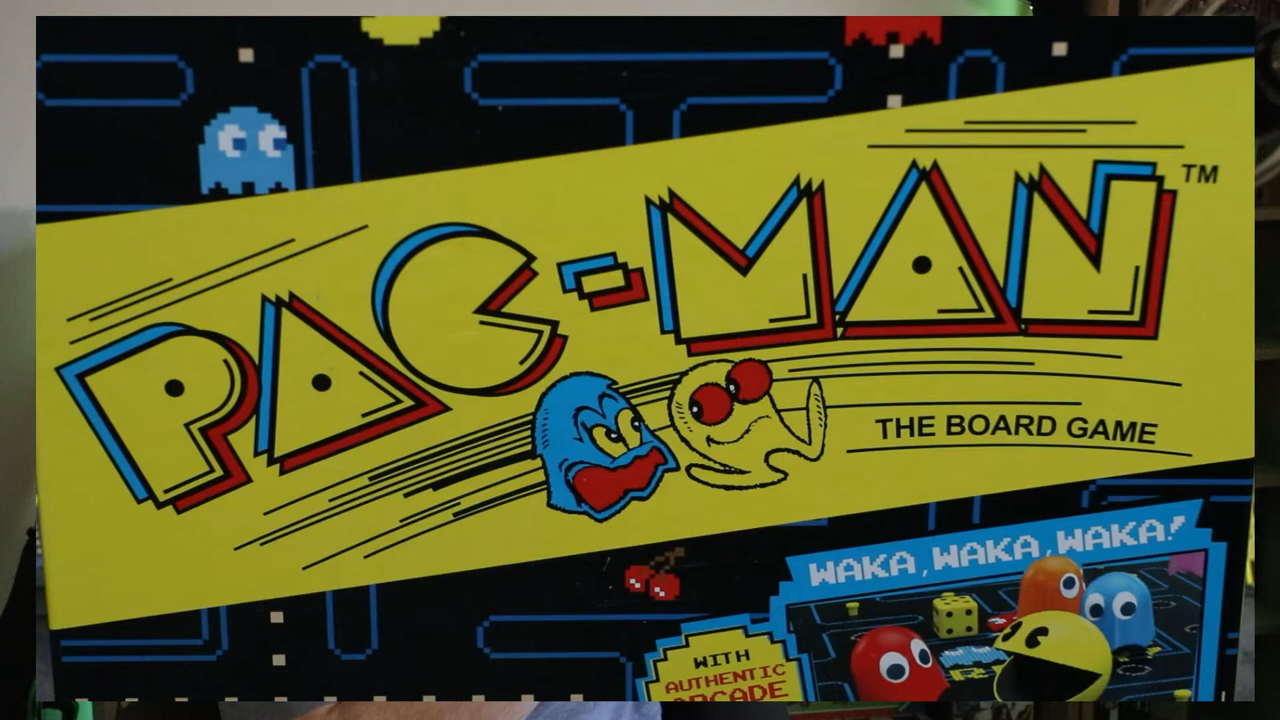 PAC-MAN™
THE BOARD GAME
WAKA, WAKA, WAKA!
WITH
AUTHENTIC
ARCADE